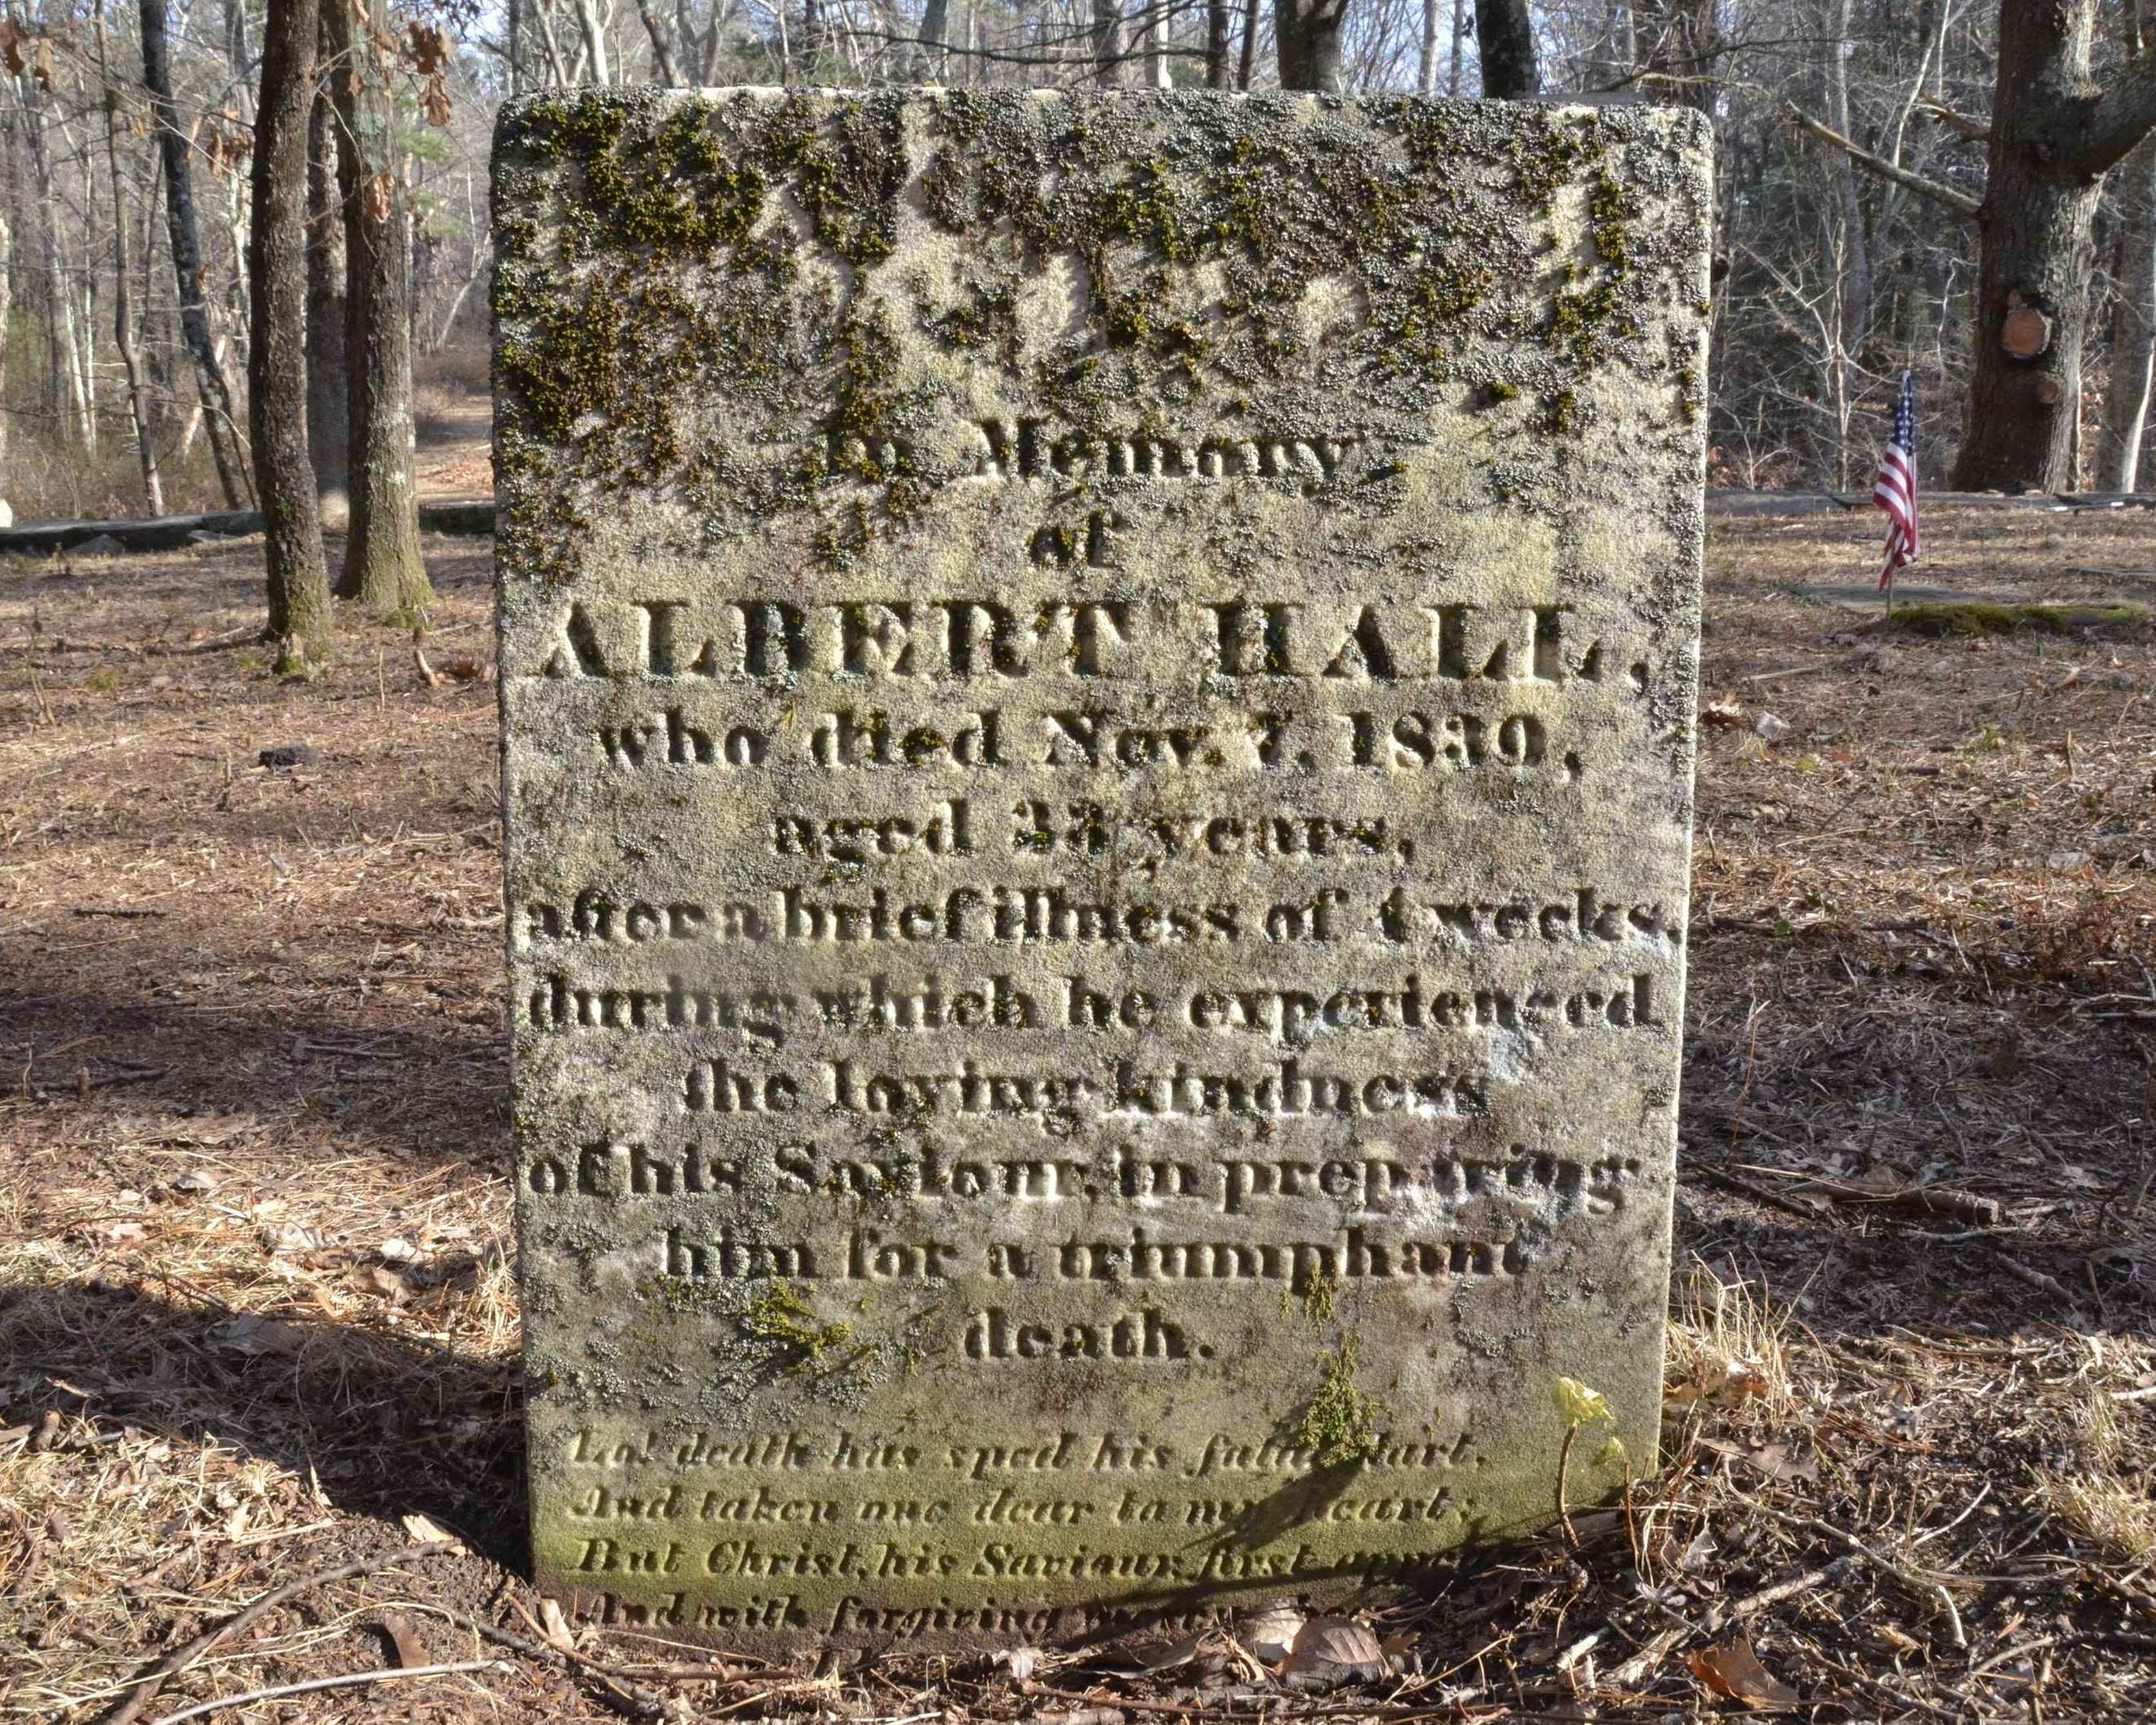 In Memory
of
ALBERT HALL,
who died Nov. 7, 1839,
aged 23 years,
after a brief illness of 4 weeks,
during which he experienced
the loving kindness
of his Saviour, in preparing
him for a triumphant
death.
Lo! death has sped his fatal dart,
And taken one dear to my heart;
But Christ, his Saviour, first
And with forgiving